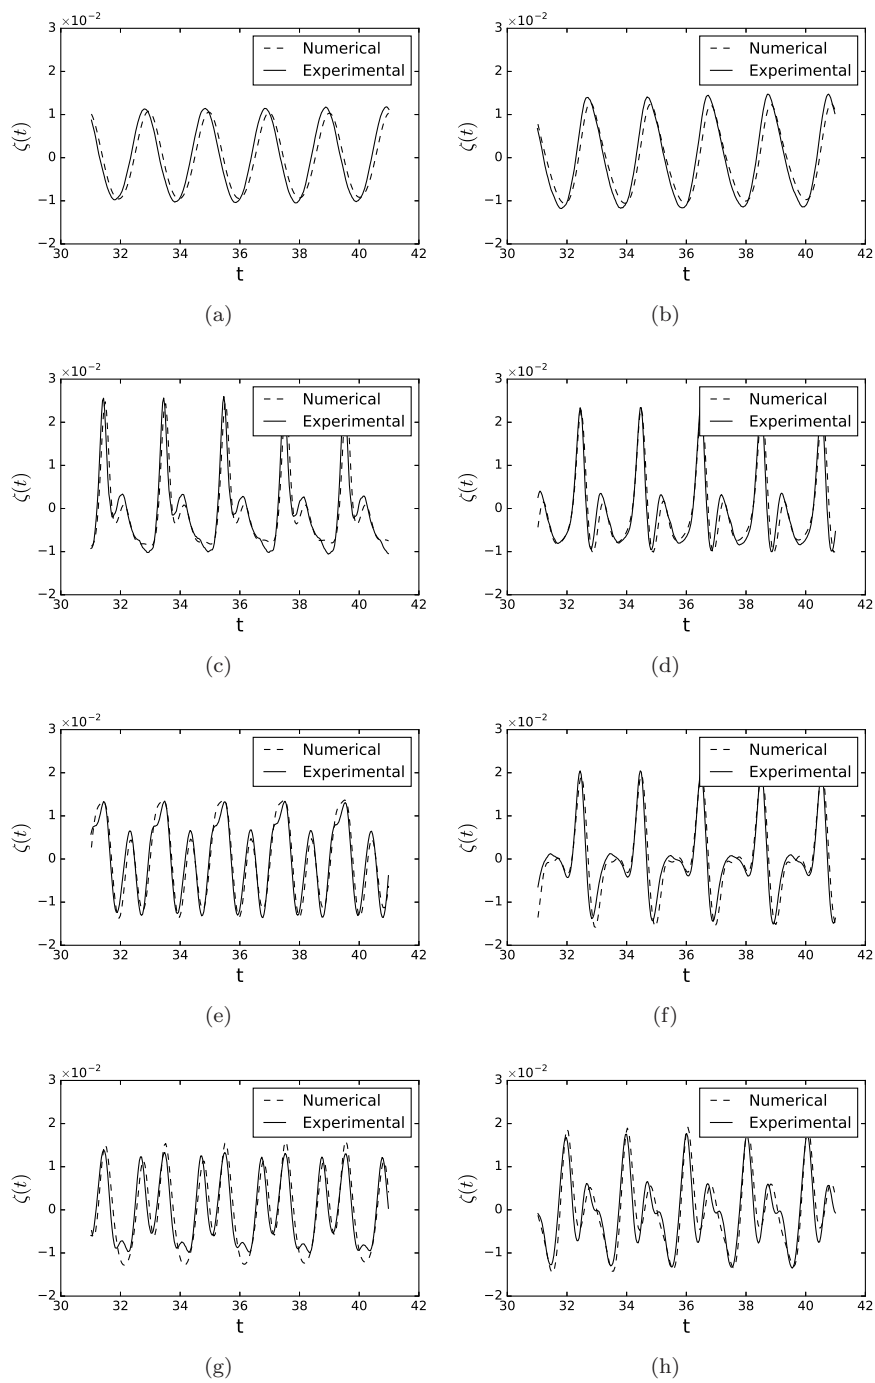 ×10⁻² ×10⁻²
3 3
Numerical Numerical
Experimental Experimental
2 2
1 1
ζ(t) ζ(t)
0 0
−1 −1
−2 −2
30 32 34 36 38 40 42 30 32 34 36 38 40 42
t t
(a) (b)
×10⁻² ×10⁻²
3 3
Numerical Numerical
Experimental Experimental
2 2
1 1
ζ(t) ζ(t)
0 0
−1 −1
−2 −2
30 32 34 36 38 40 42 30 32 34 36 38 40 42
t t
(c) (d)
×10⁻² ×10⁻²
3 3
Numerical Numerical
Experimental Experimental
2 2
1 1
ζ(t) ζ(t)
0 0
−1 −1
−2 −2
30 32 34 36 38 40 42 30 32 34 36 38 40 42
t t
(e) (f)
×10⁻² ×10⁻²
3 3
Numerical Numerical
Experimental Experimental
2 2
1 1
ζ(t) ζ(t)
0 0
−1 −1
−2 −2
30 32 34 36 38 40 42 30 32 34 36 38 40 42
t t
(g) (h)